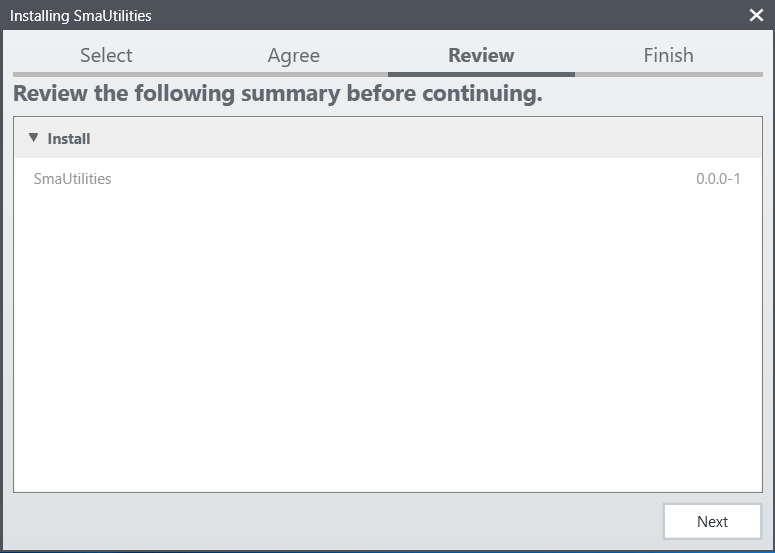 Installing SmaUtilities
Select Agree Review Finish
Review the following summary before continuing.
Install
SmaUtilities 0.0.0-1
Next